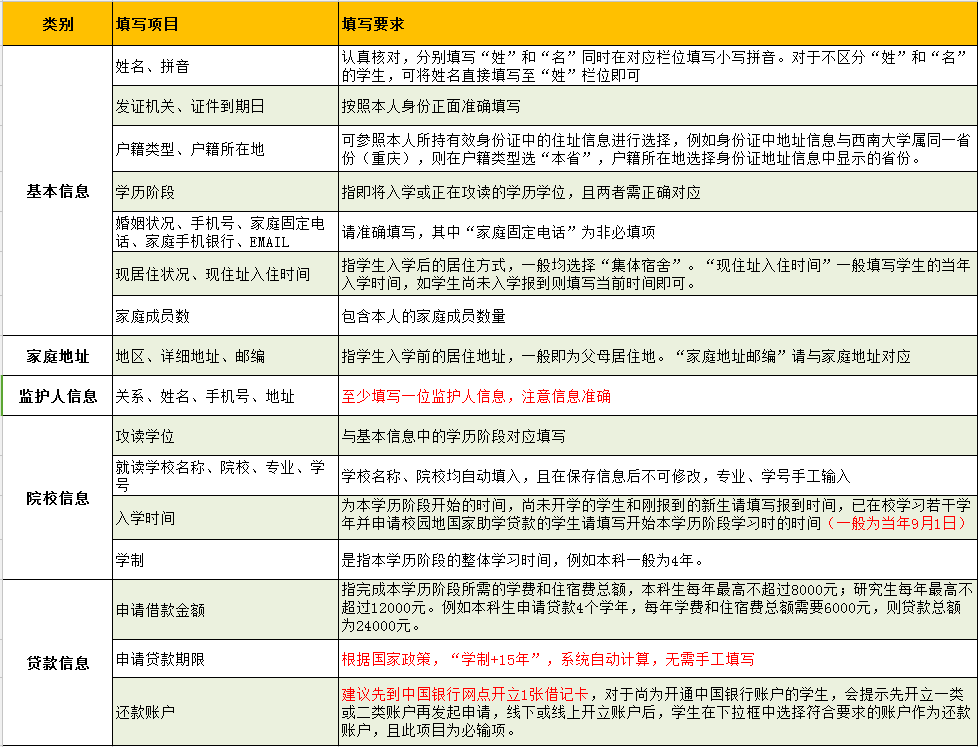 类别 填写项目 填写要求
基本信息
姓名、拼音
认真核对，分别填写“姓”和“名”同时在对应栏位填写小写拼音。对于不区分“姓”和“名”
的学生，可将姓名直接填写至“姓”栏位即可
发证机关、证件到期日
按照本人身份正面准确填写
户籍类型、户籍所在地
可参照本人所持有效身份证中的住址信息进行选择，例如身份证中地址信息与西南大学属同一省
份（重庆），则在户籍类型选“本省”，户籍所在地选择身份证地址信息中显示的省份。
学历阶段
指即将入学或正在攻读的学历学位，且两者需正确对应
婚姻状况、手机号、家庭固定电
话、家庭手机银行、EMAIL
请准确填写，其中“家庭固定电话”为非必填项
现居住状况、现住址入住时间
指学生入学后的居住方式，一般均选择“集体宿舍”。“现住址入住时间”一般填写学生的当年
入学时间，如学生尚未入学报到则填写当前时间即可。
家庭成员数
包含本人的家庭成员数量
家庭地址
地区、详细地址、邮编
指学生入学前的居住地址，一般即为父母居住地。“家庭地址邮编”请与家庭地址对应
监护人信息
关系、姓名、手机号、地址
至少填写一位监护人信息，注意信息准确
院校信息
攻读学位
与基本信息中的学历阶段对应填写
就读学校名称、院校、专业、学
号
学校名称、院校均自动填入，且在保存信息后不可修改，专业、学号手工输入
入学时间
为本学历阶段开始的时间，尚未开学的学生和刚报到的新生请填写报到时间，已在校学习若干学
年并申请校园地国家助学贷款的学生请填写开始本学历阶段学习时的时间（一般为当年9月1日）
学制
是指本学历阶段的整体学习时间，例如本科一般为4年。
贷款信息
申请借款金额
指完成本学历阶段所需的学费和住宿费总额，本科生每年最高不超过8000元；研究生每年最高不
超过12000元。例如本科生申请贷款4个学年，每年学费和住宿费总额需要6000元，则贷款总额
为24000元。
申请贷款期限
根据国家政策，“学制+15年”，系统自动计算，无需手工填写
还款账户
建议先到中国银行网点开立1张借记卡，对于尚为开通中国银行账户的学生，会提示先开立一类
或二类账户再发起申请，线下或线上开立账户后，学生在下拉框中选择符合要求的账户作为还款
账户，且此项目为必输项。